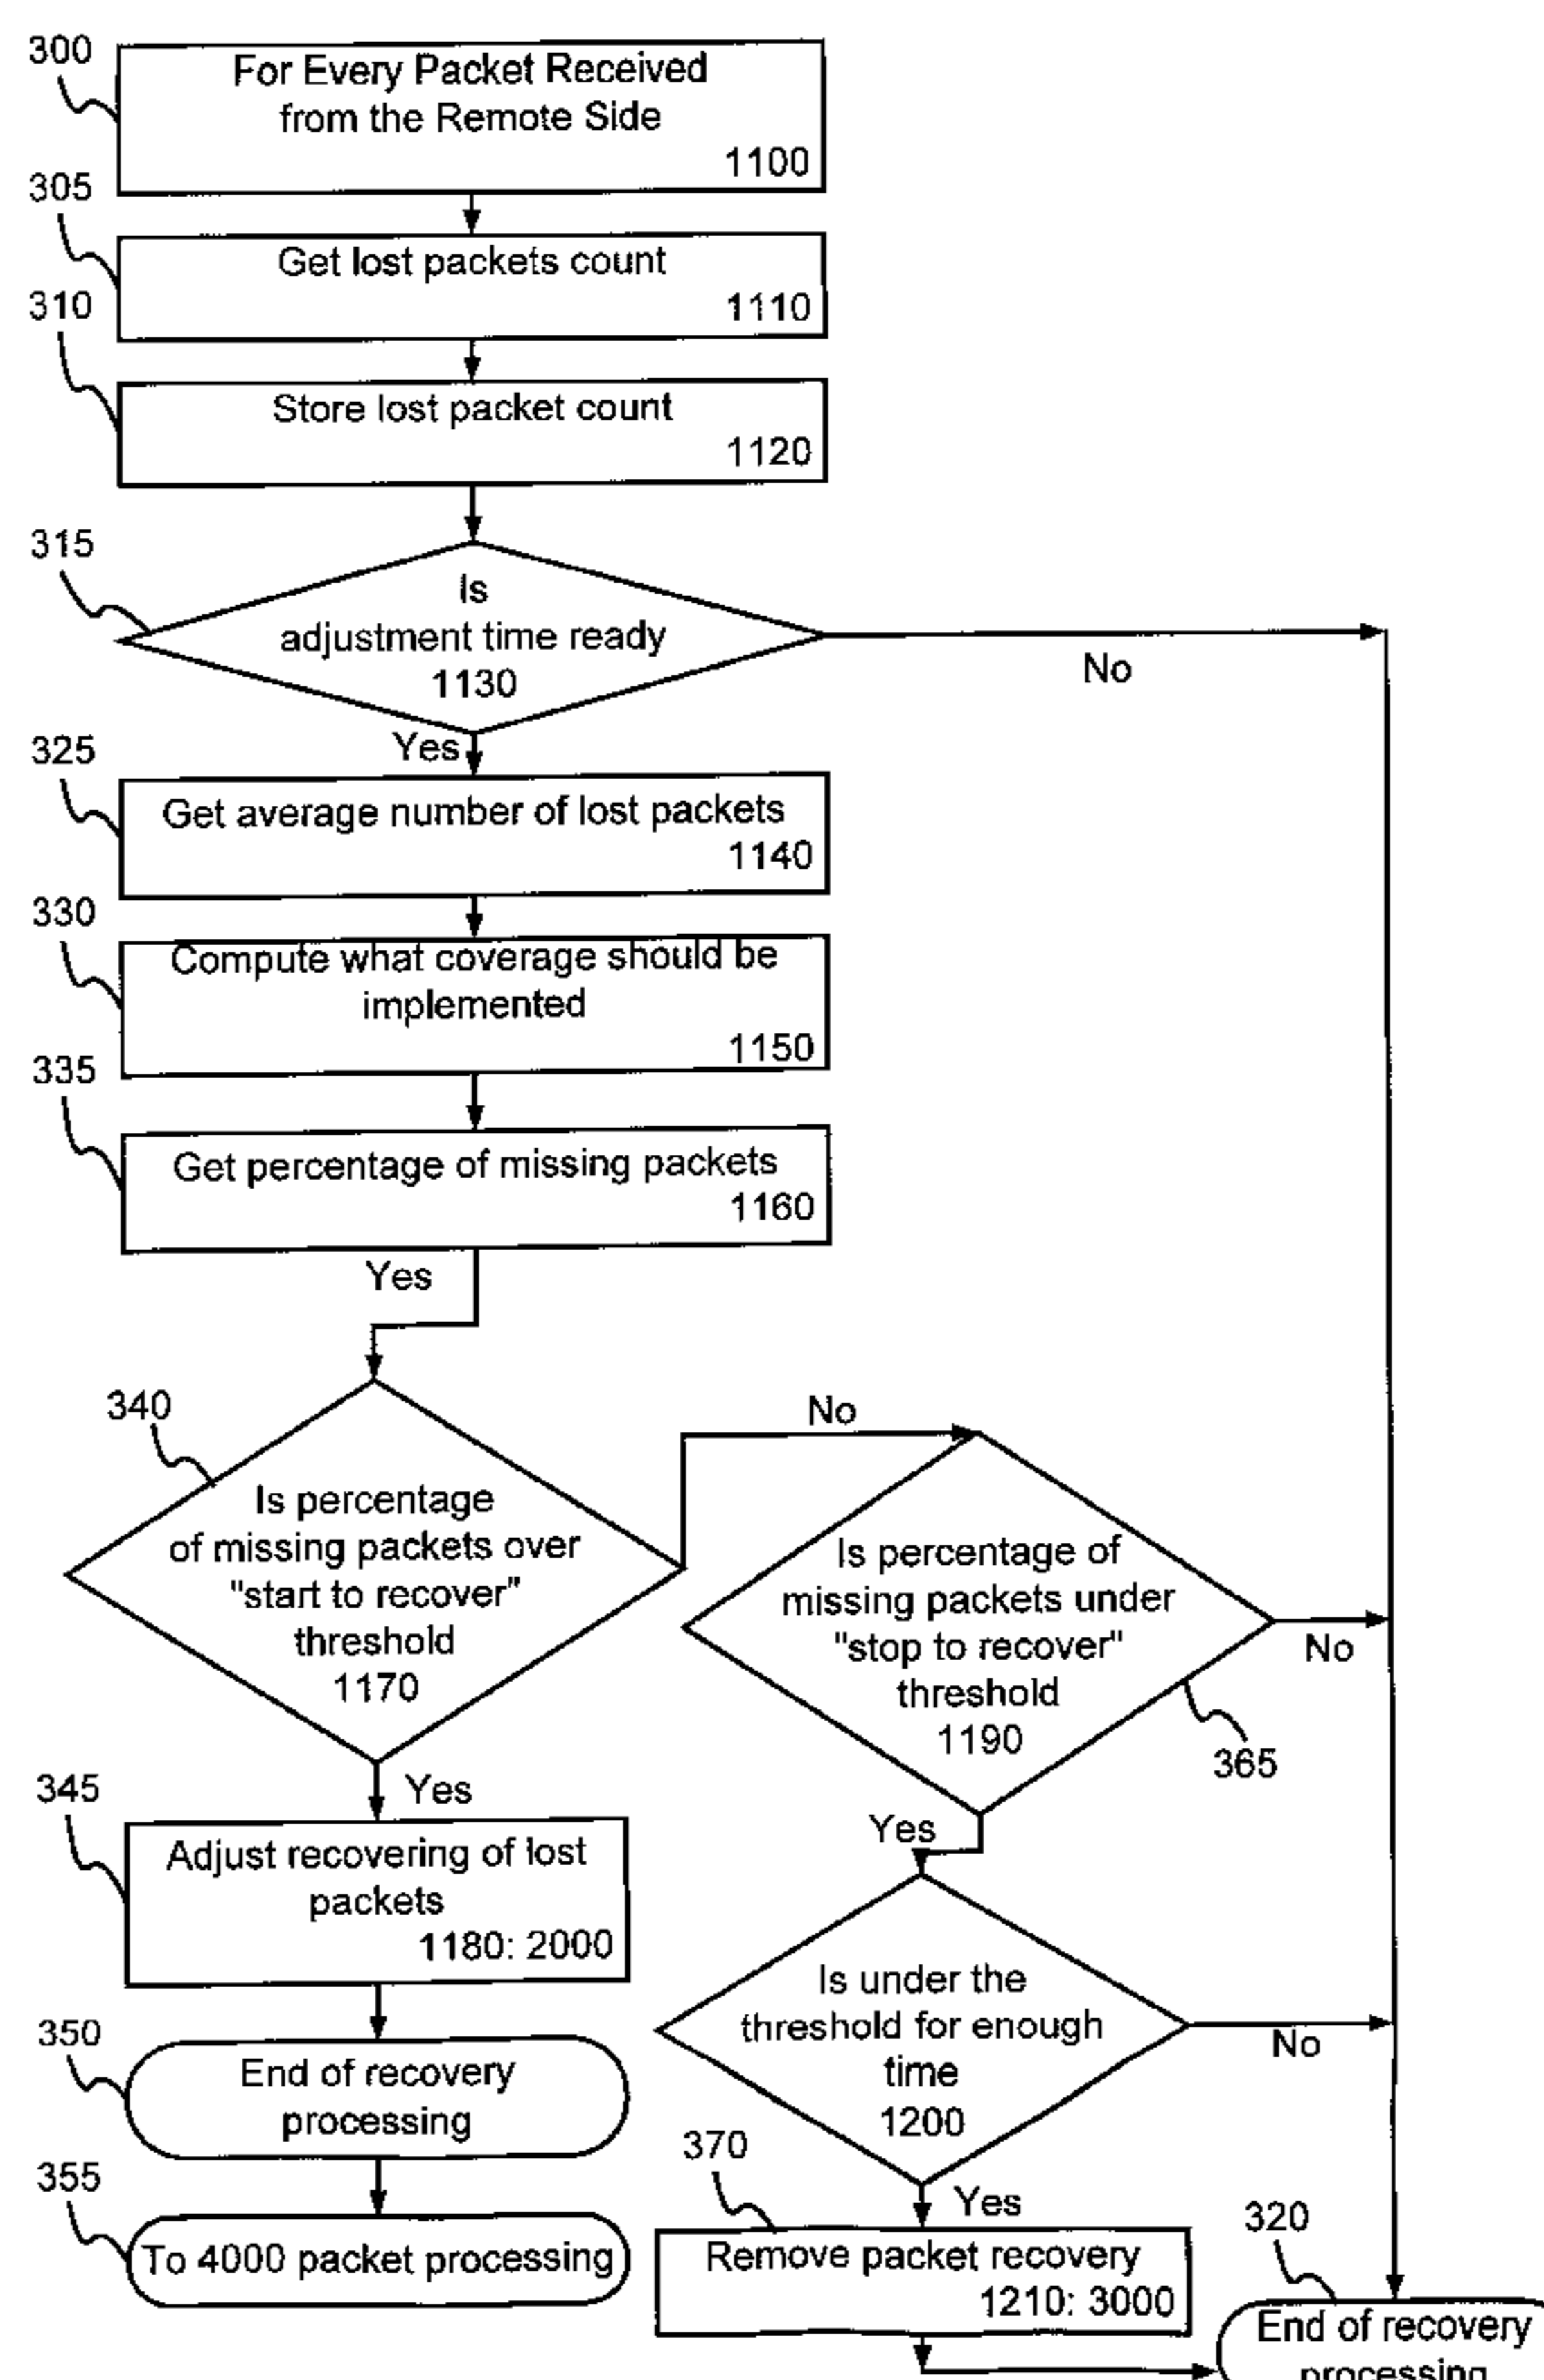 300
For Every Packet Received
from the Remote Side
1100
305
Get lost packets count
1110
310
Store lost packet count
1120
315
Is
adjustment time ready
1130
No
Yes
325
Get average number of lost packets
1140
330
Compute what coverage should be
implemented
1150
335
Get percentage of missing packets
1160
Yes
340
Is percentage
of missing packets over
"start to recover"
threshold
1170
No
Is percentage of
missing packets under
"stop to recover"
threshold
1190
No
365
Yes
345
Adjust recovering of lost
packets
1180: 2000
Yes
Is under the
threshold for enough
time
1200
No
350
End of recovery
processing
355
To 4000 packet processing
370
Yes
Remove packet recovery
1210: 3000
320
End of recovery
processing